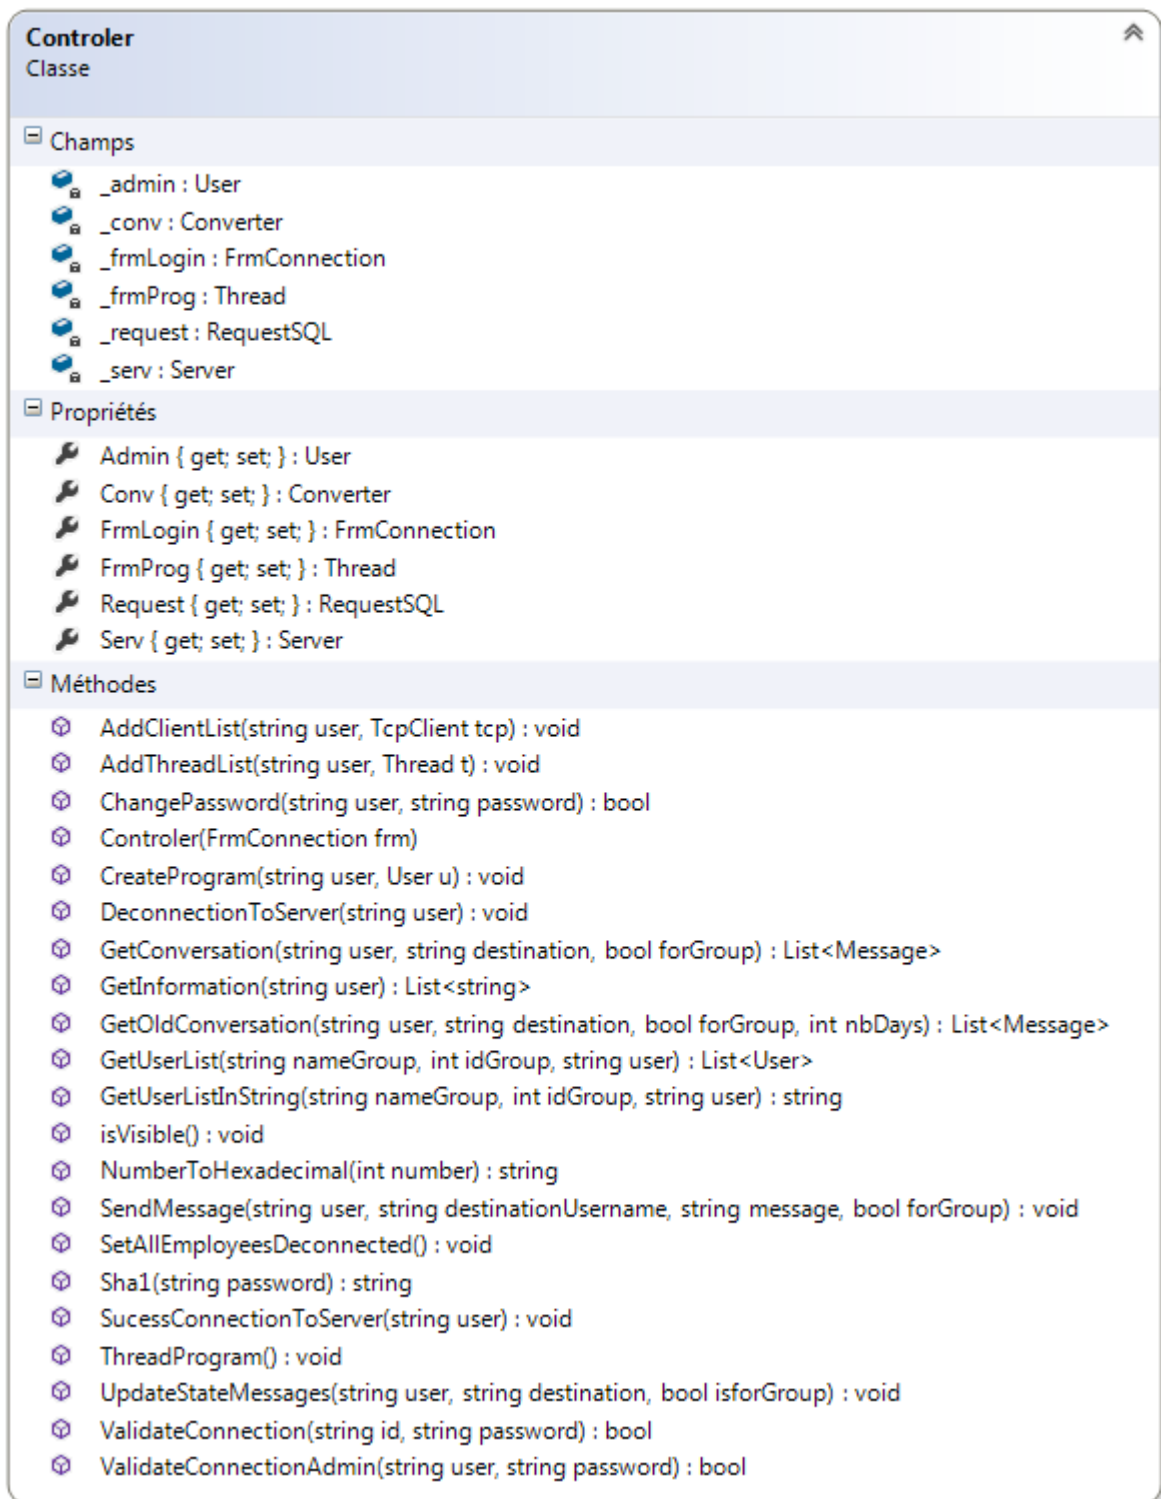 Controler
Classe
Champs
_admin : User
_conv : Converter
_frmLogin : FrmConnection
_frmProg : Thread
_request : RequestSQL
_serv : Server
Propriétés
Admin { get; set; } : User
Conv { get; set; } : Converter
FrmLogin { get; set; } : FrmConnection
FrmProg { get; set; } : Thread
Request { get; set; } : RequestSQL
Serv { get; set; } : Server
Méthodes
AddClientList(string user, TcpClient tcp) : void
AddThreadList(string user, Thread t) : void
ChangePassword(string user, string password) : bool
Controler(FrmConnection frm)
CreateProgram(string user, User u) : void
DeconnectionToServer(string user) : void
GetConversation(string user, string destination, bool forGroup) : List<Message>
GetInformation(string user) : List<string>
GetOldConversation(string user, string destination, bool forGroup, int nbDays) : List<Message>
GetUserList(string nameGroup, int idGroup, string user) : List<User>
GetUserListInString(string nameGroup, int idGroup, string user) : string
isVisible() : void
NumberToHexadecimal(int number) : string
SendMessage(string user, string destinationUsername, string message, bool forGroup) : void
SetAllEmployeesDeconnected() : void
Sha1(string password) : string
SucessConnectionToServer(string user) : void
ThreadProgram() : void
UpdateStateMessages(string user, string destination, bool isforGroup) : void
ValidateConnection(string id, string password) : bool
ValidateConnectionAdmin(string user, string password) : bool